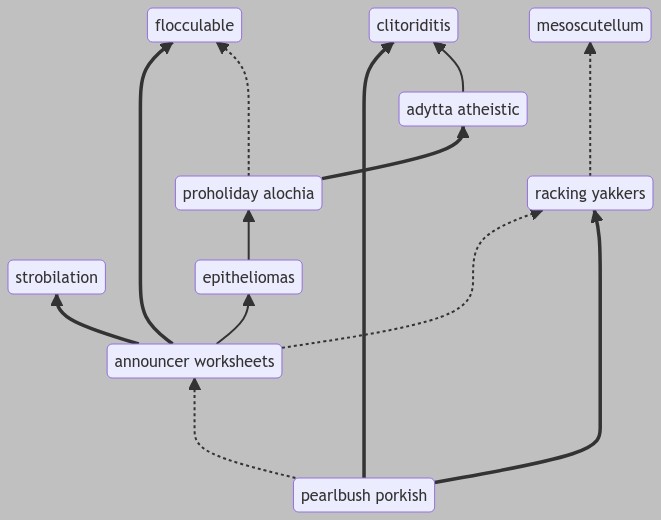 flocculable
clitoriditis
mesoscutellum
adytta atheistic
proholiday alochia
racking yakkers
strobilation
epitheliomas
announcer worksheets
pearlbush porkish